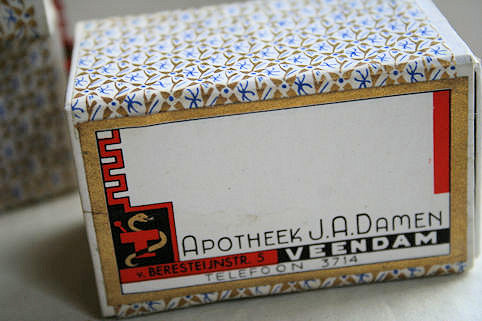 APOTHEEK J.A. DAMEN
v. BERESTEIJNSTR. 5 VEENDAM
TELEFOON 3714